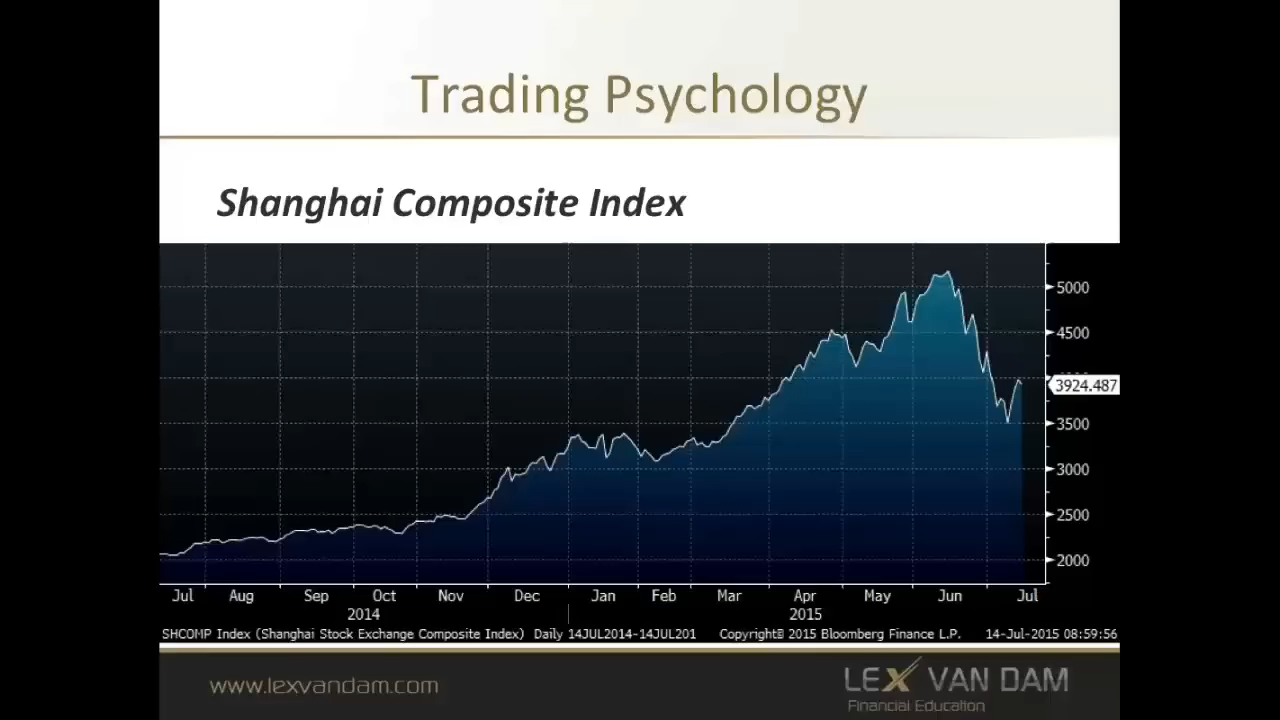 Trading Psychology
Shanghai Composite Index
5000
4500
3924.487
3500
3000
2500
2000
Jul Aug Sep Oct Nov Dec Jan Feb Mar Apr May Jun Jul
2014 2015
SHCOMP Index (Shanghai Stock Exchange Composite Index) Daily 14JUL2014-14JUL201 Copyright© 2015 Bloomberg Finance L.P. 14-Jul-2015 08:59:56
www.lexvandam.com
LEX VAN DAM
Financial Education